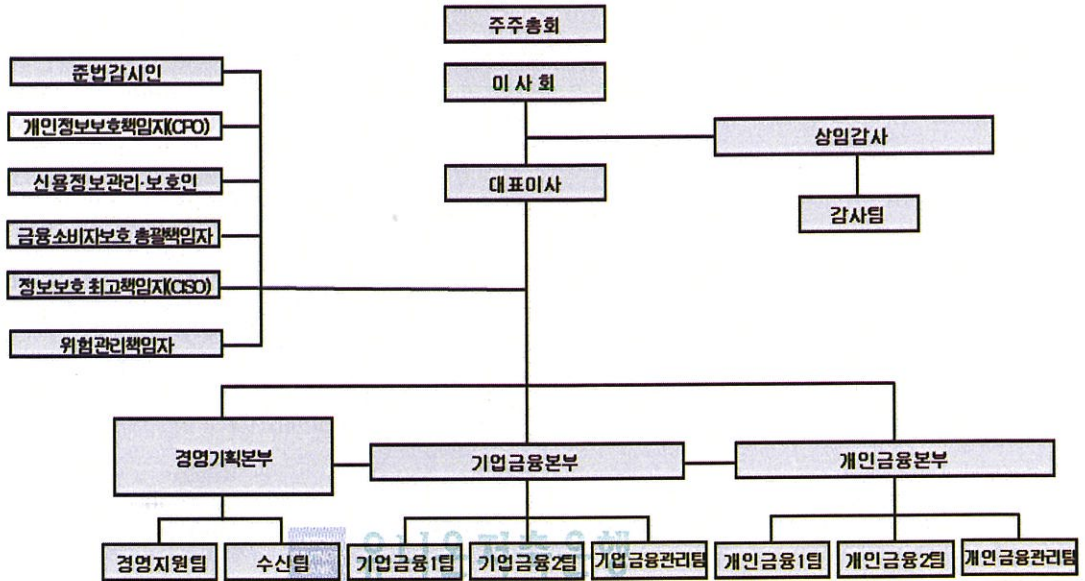 주주총회
이 사 회
준법감시인
개인정보보호책임자(CPO)
상임감사
신용정보관리·보호인
대표이사
감사팀
금융소비자보호 총괄책임자
정보보호 최고책임자(CISO)
위험관리책임자
경영기획본부
기업금융본부
개인금융본부
경영지원팀
수신팀
기업금융1팀
기업금융2팀
기업금융관리팀
개인금융1팀
개인금융2팀
개인금융관리팀